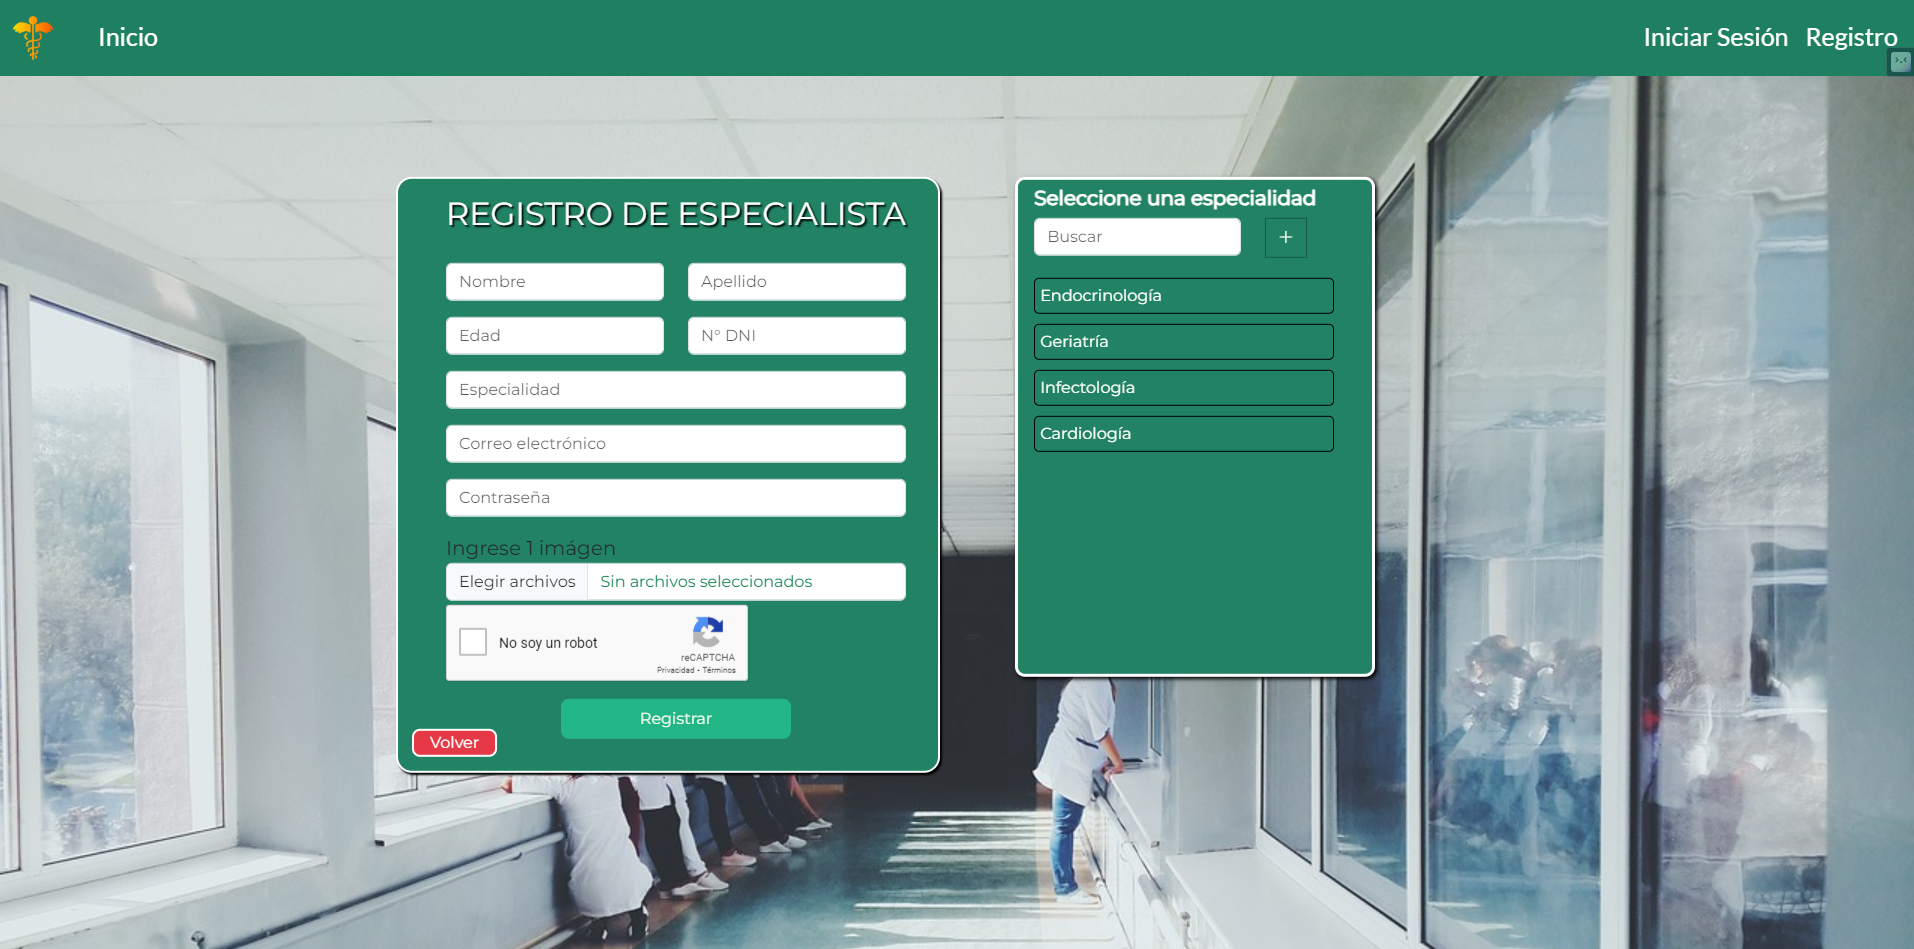 Inicio
Iniciar Sesión
Registro
REGISTRO DE ESPECIALISTA
Nombre
Apellido
Edad
N° DNI
Especialidad
Correo electrónico
Contraseña
Ingrese 1 imágen
Elegir archivos
Sin archivos seleccionados
No soy un robot
reCAPTCHA
Privacidad - Términos
Registrar
Volver
Seleccione una especialidad
Buscar
+
Endocrinología
Geriatría
Infectología
Cardiología